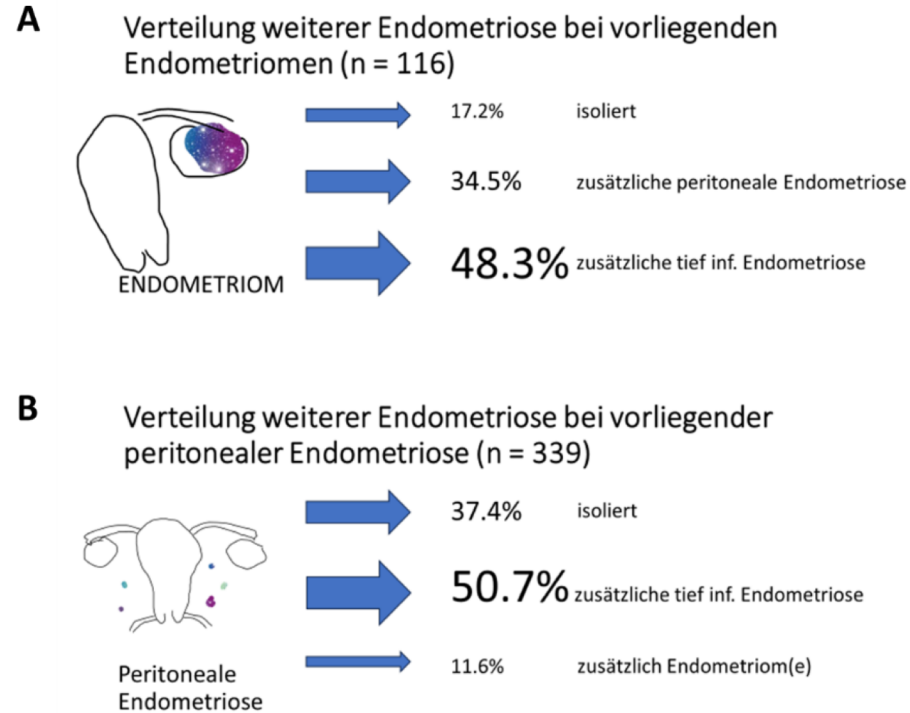 A
Verteilung weiterer Endometriose bei vorliegenden
Endometriomen (n = 116)
17.2% isoliert
34.5% zusätzliche peritoneale Endometriose
48.3% zusätzliche tief inf. Endometriose
ENDOMETRIOM
B
Verteilung weiterer Endometriose bei vorliegender
peritonealer Endometriose (n = 339)
37.4% isoliert
50.7% zusätzliche tief inf. Endometriose
11.6% zusätzlich Endometriom(e)
Peritoneale
Endometriose